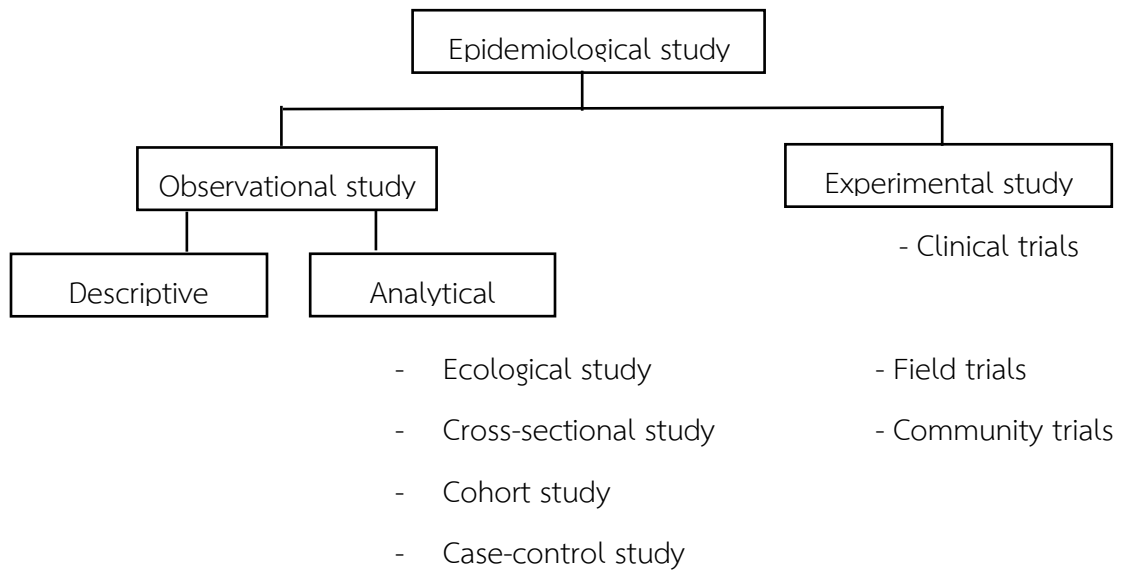 Epidemiological study
Observational study
Experimental study
- Clinical trials
Descriptive
Analytical
- Ecological study
- Field trials
- Cross-sectional study
- Community trials
- Cohort study
- Case-control study